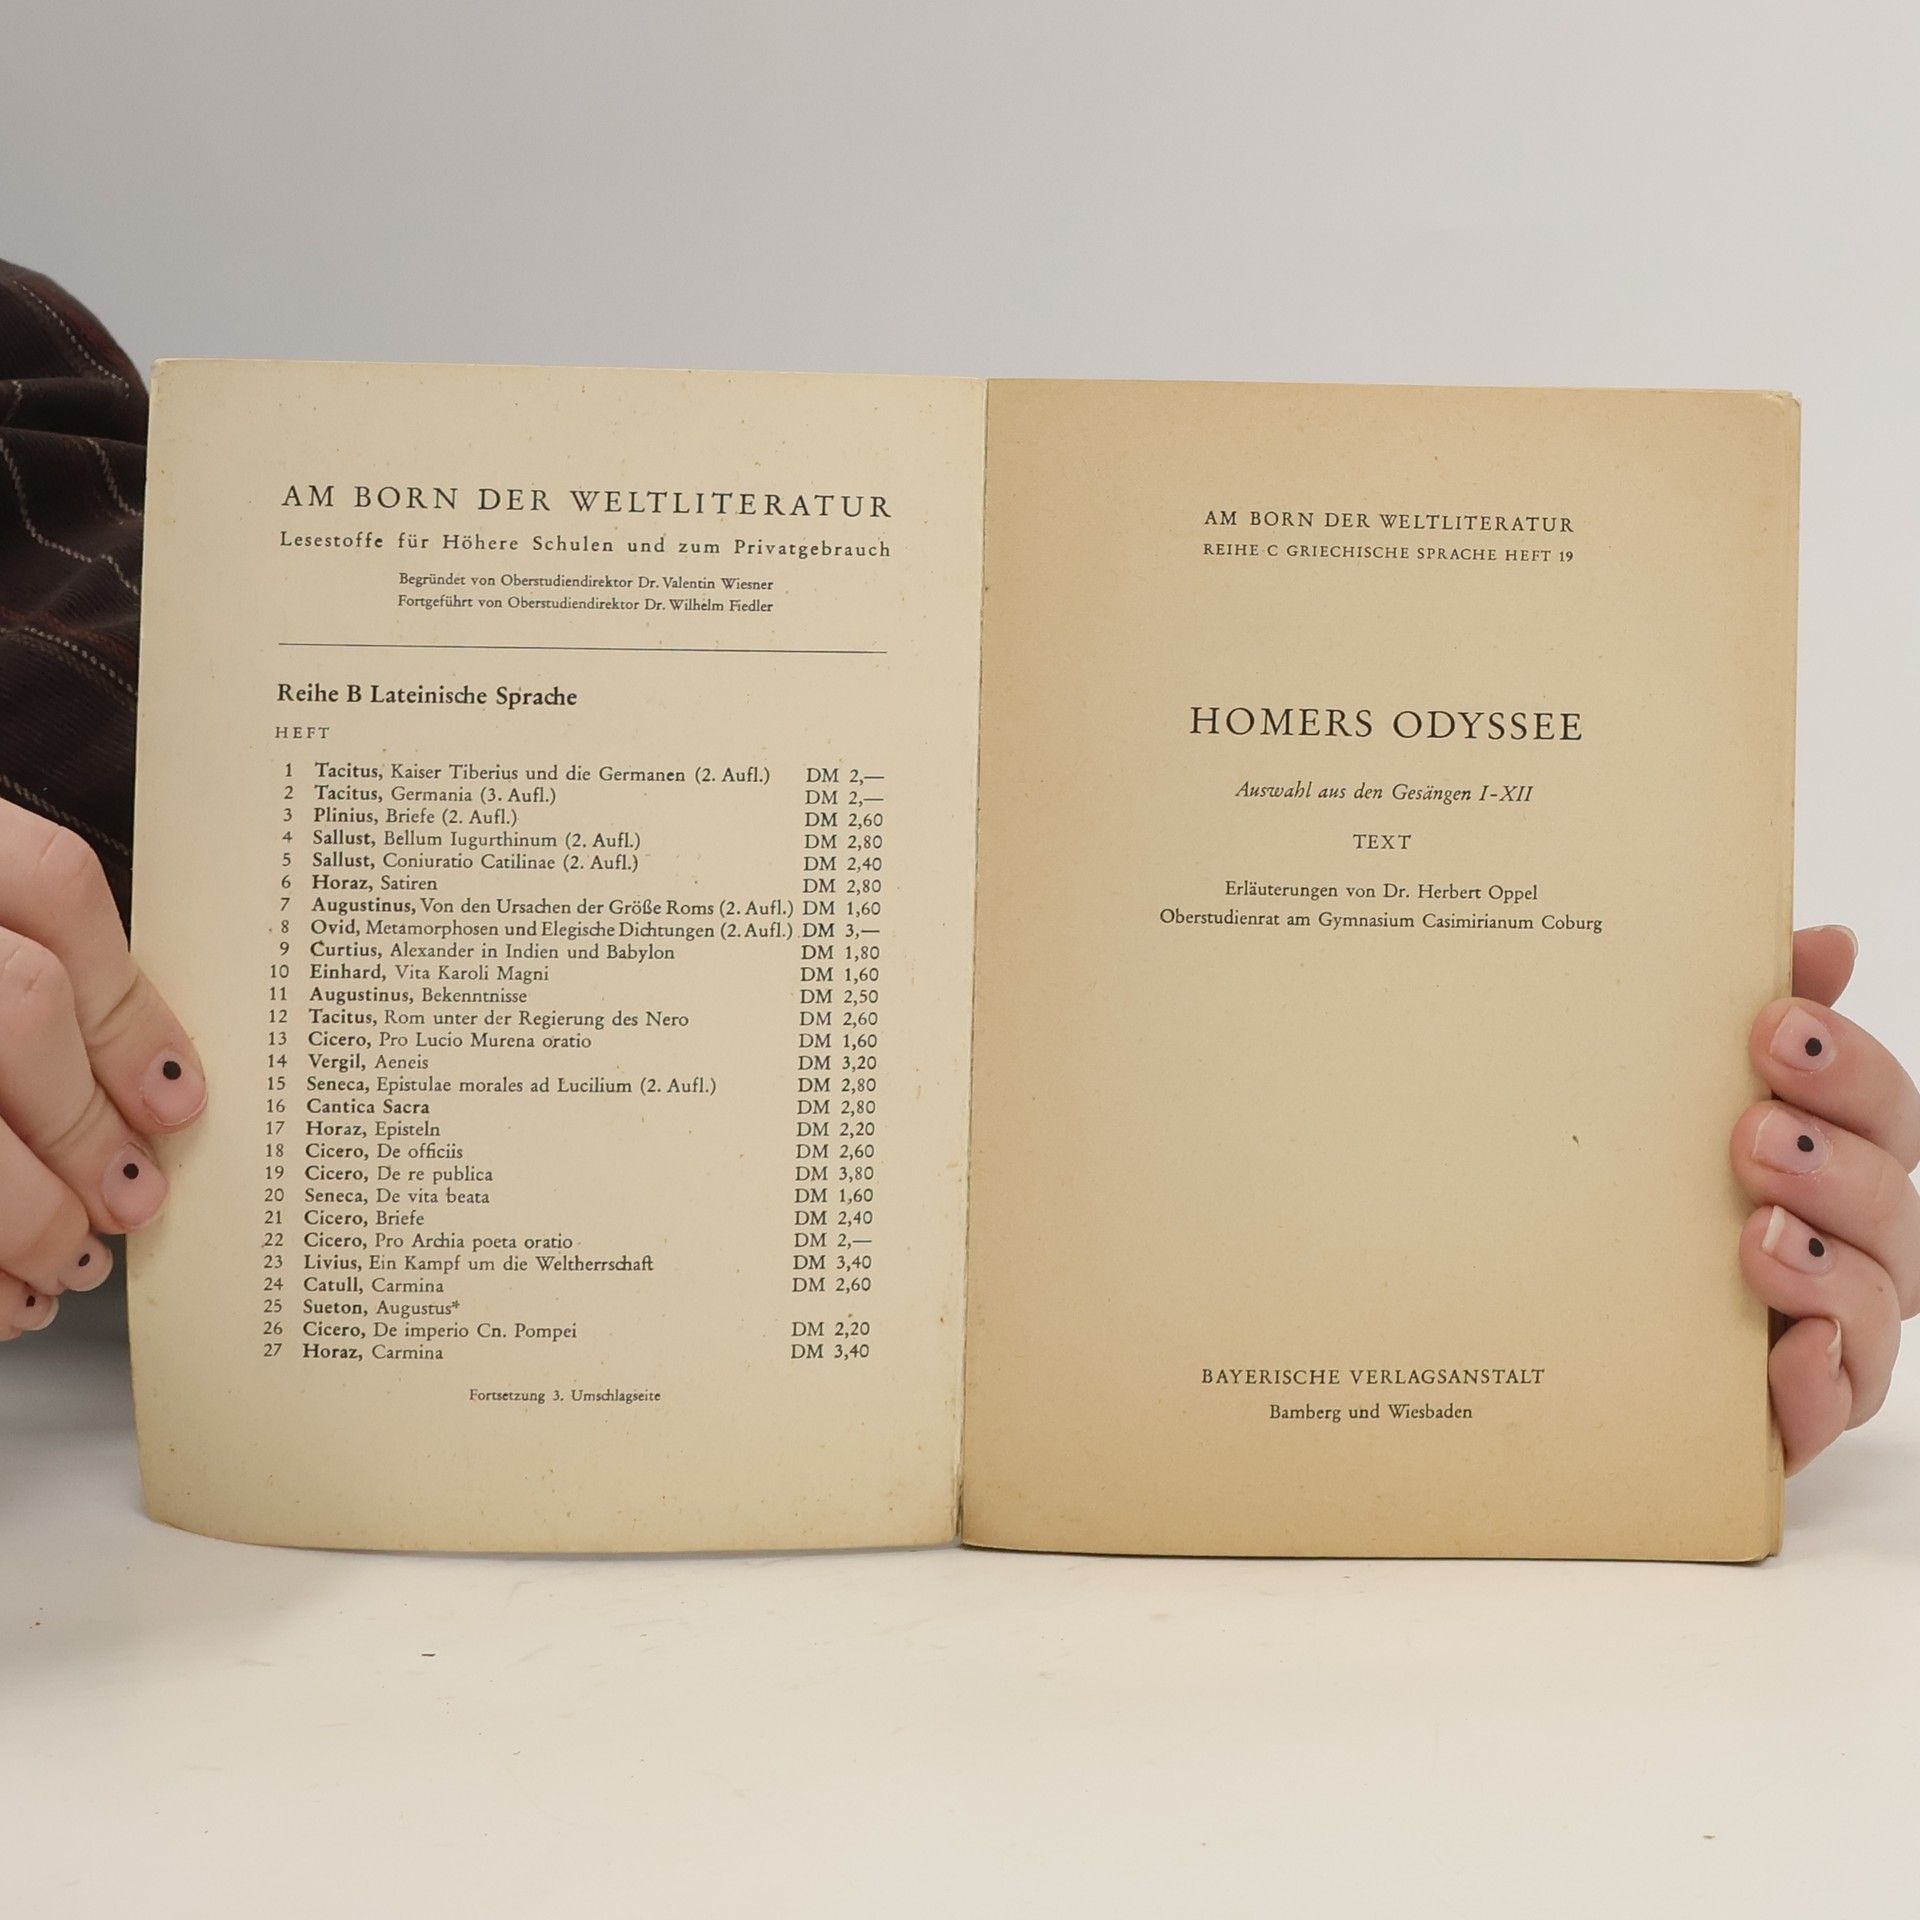 AM BORN DER WELTLITERATUR
Lesestoffe für Höhere Schulen und zum Privatgebrauch
Begründet von Oberstudiendirektor Dr. Valentin Wiesner
Fortgeführt von Oberstudiendirektor Dr. Wilhelm Fiedler
Reihe B Lateinische Sprache
HEFT
1 Tacitus, Kaiser Tiberius und die Germanen (2. Aufl.) DM 2,—
2 Tacitus, Germania (3. Aufl.) DM 2,—
3 Plinius, Briefe (2. Aufl.) DM 2,60
4 Sallust, Bellum Iugurthinum (2. Aufl.) DM 2,80
5 Sallust, Coniuratio Catilinae (2. Aufl.) DM 2,40
6 Horaz, Satiren DM 2,80
7 Augustinus, Von den Ursachen der Größe Roms (2. Aufl.) DM 1,60
8 Ovid, Metamorphosen und Elegische Dichtungen (2. Aufl.) DM 3,—
9 Curtius, Alexander in Indien und Babylon DM 1,80
10 Einhard, Vita Karoli Magni DM 1,60
11 Augustinus, Bekenntnisse DM 2,50
12 Tacitus, Rom unter der Regierung des Nero DM 2,60
13 Cicero, Pro Lucio Murena oratio DM 1,60
14 Vergil, Aeneis DM 3,20
15 Seneca, Epistulae morales ad Lucilium (2. Aufl.) DM 2,80
16 Cantica Sacra DM 2,80
17 Horaz, Episteln DM 2,20
18 Cicero, De officiis DM 2,60
19 Cicero, De re publica DM 3,80
20 Seneca, De vita beata DM 1,60
21 Cicero, Briefe DM 2,40
22 Cicero, Pro Archia poeta oratio DM 2,—
23 Livius, Ein Kampf um die Weltherrschaft DM 3,40
24 Catull, Carmina DM 2,60
25 Sueton, Augustus*
26 Cicero, De imperio Cn. Pompei DM 2,20
27 Horaz, Carmina DM 3,40
Fortsetzung 3. Umschlagseite
AM BORN DER WELTLITERATUR
REIHE C GRIECHISCHE SPRACHE HEFT 19
HOMERS ODYSSEE
Auswahl aus den Gesängen I-XII
TEXT
Erläuterungen von Dr. Herbert Oppel
Oberstudienrat am Gymnasium Casimirianum Coburg
BAYERISCHE VERLAGSANSTALT
Bamberg und Wiesbaden